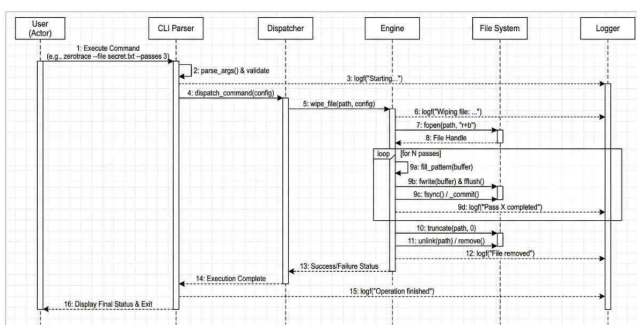 User
(Actor)
CLI Parser
Dispatcher
Engine
File System
Logger
1: Execute Command
(e.g., zerotrace --file secret.txt --passes 3)
2: parse_args() & validate
3: logf("Starting...")
4: dispatch_command(config)
5: wipe_file(path, config)
6: logf("Wiping file: ...")
7: fopen(path, "r+b")
8: File Handle
loop
[for N passes]
9a: fill_pattern(buffer)
9b: fwrite(buffer) & fflush()
9c: fsync() / _commit()
9d: logf("Pass X completed")
10: truncate(path, 0)
11: unlink(path) / remove()
12: logf("File removed")
13: Success/Failure Status
14: Execution Complete
15: logf("Operation finished")
16: Display Final Status & Exit